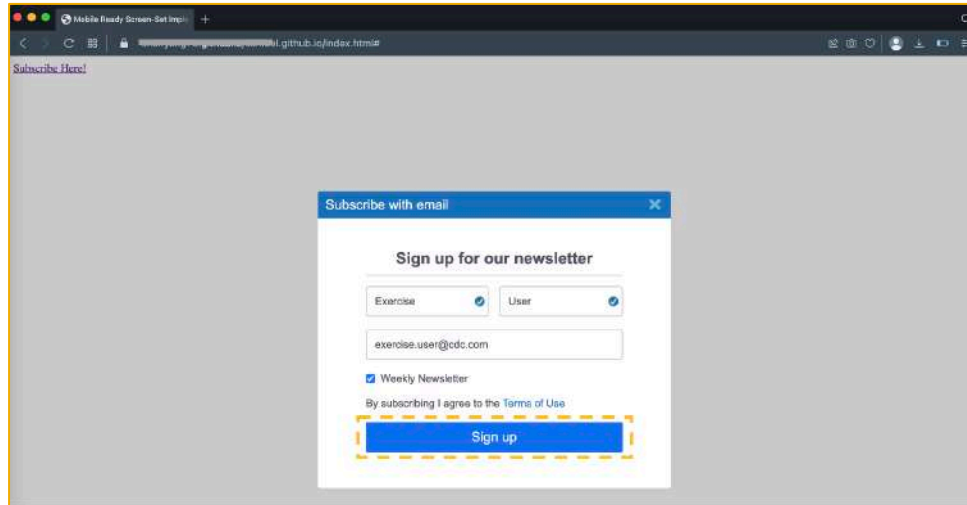 Mobile Ready Screen-Set Impl
.github.io/index.html#
Subscribe Here!
Subscribe with email
Sign up for our newsletter
Exercise User
exercise.user@cdc.com
Weekly Newsletter
By subscribing I agree to the Terms of Use
Sign up